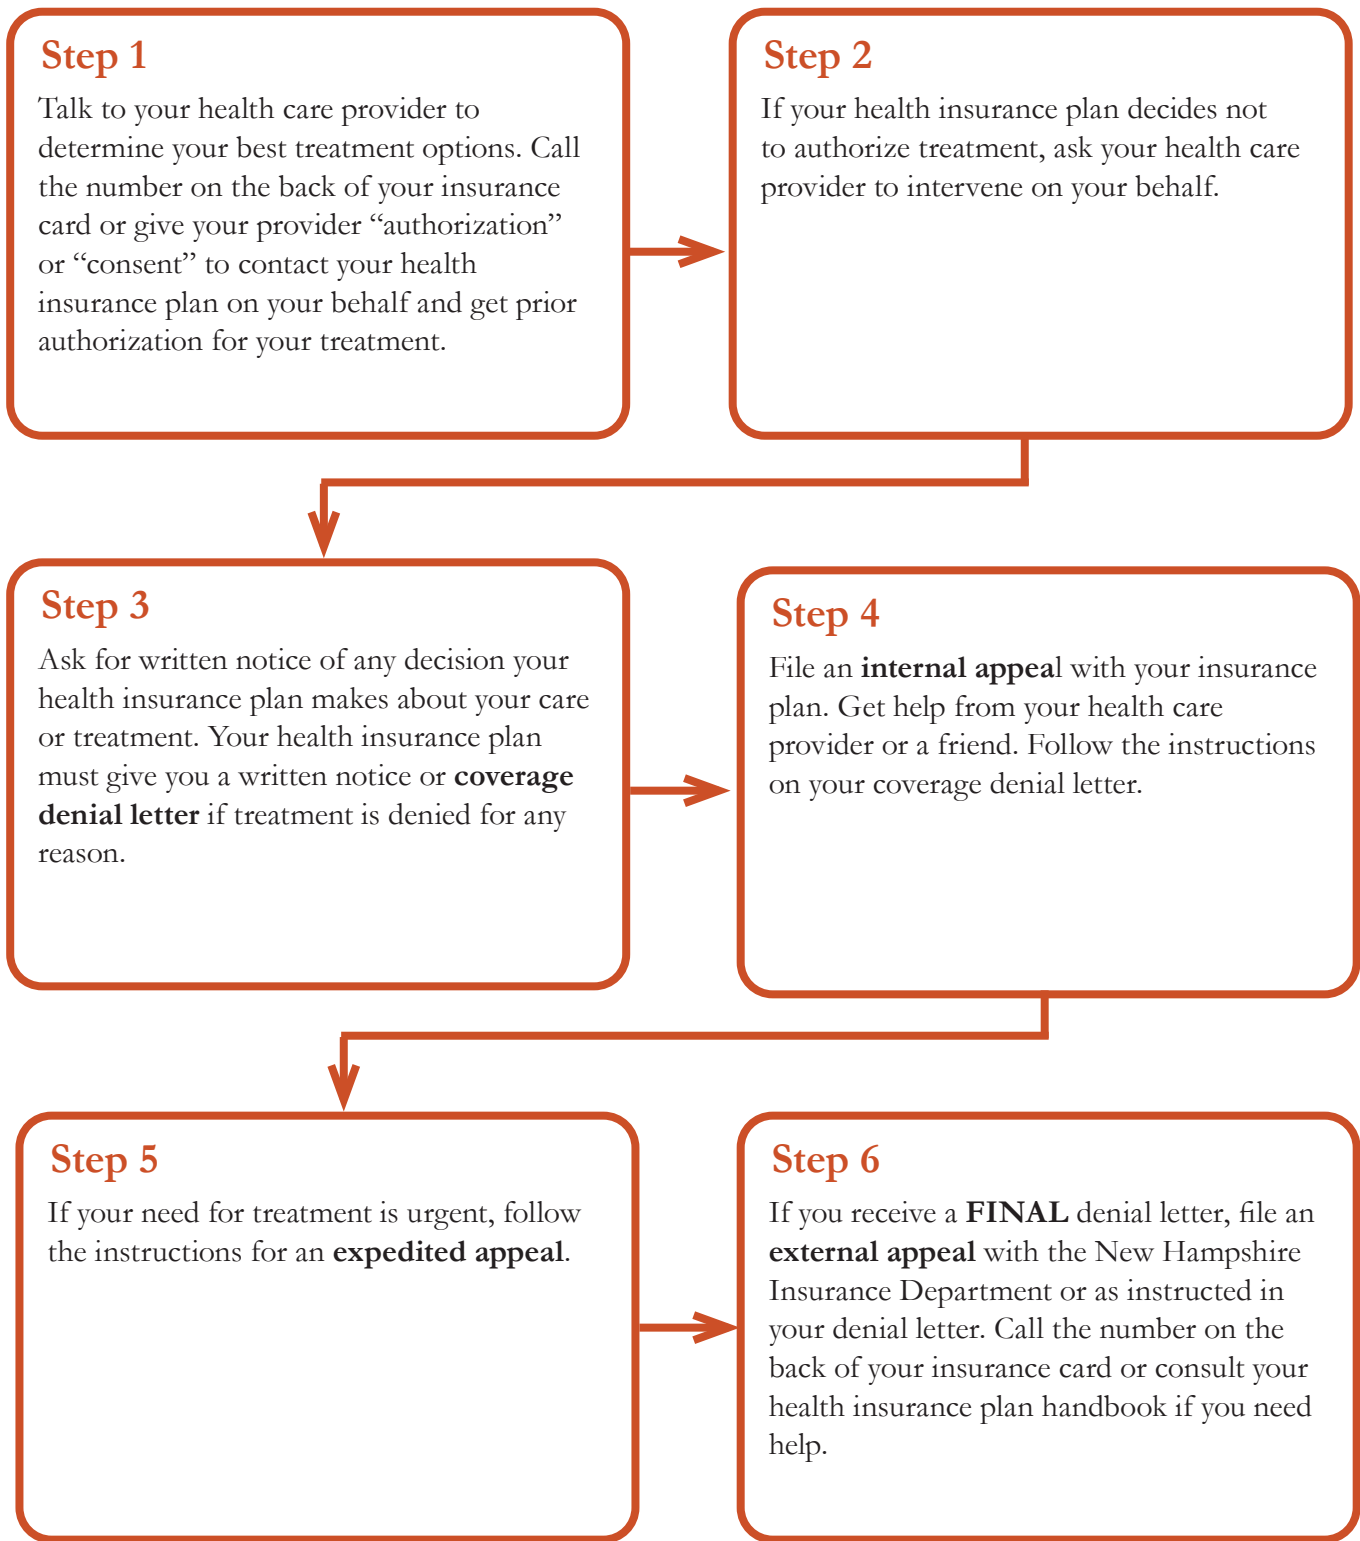 Step 1
Talk to your health care provider to
determine your best treatment options. Call
the number on the back of your insurance
card or give your provider “authorization”
or “consent” to contact your health
insurance plan on your behalf and get prior
authorization for your treatment.
Step 2
If your health insurance plan decides not
to authorize treatment, ask your health care
provider to intervene on your behalf.
Step 3
Ask for written notice of any decision your
health insurance plan makes about your care
or treatment. Your health insurance plan
must give you a written notice or coverage
denial letter if treatment is denied for any
reason.
Step 4
File an internal appeal with your insurance
plan. Get help from your health care
provider or a friend. Follow the instructions
on your coverage denial letter.
Step 5
If your need for treatment is urgent, follow
the instructions for an expedited appeal.
Step 6
If you receive a FINAL denial letter, file an
external appeal with the New Hampshire
Insurance Department or as instructed in
your denial letter. Call the number on the
back of your insurance card or consult your
health insurance plan handbook if you need
help.